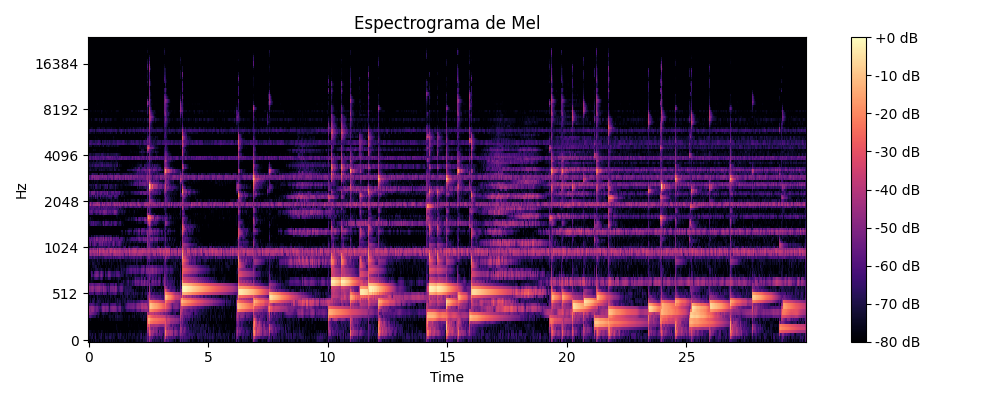 Espectrograma de Mel
Hz
16384
8192
4096
2048
1024
512
0
0 5 10 15 20 25
Time
+0 dB
-10 dB
-20 dB
-30 dB
-40 dB
-50 dB
-60 dB
-70 dB
-80 dB